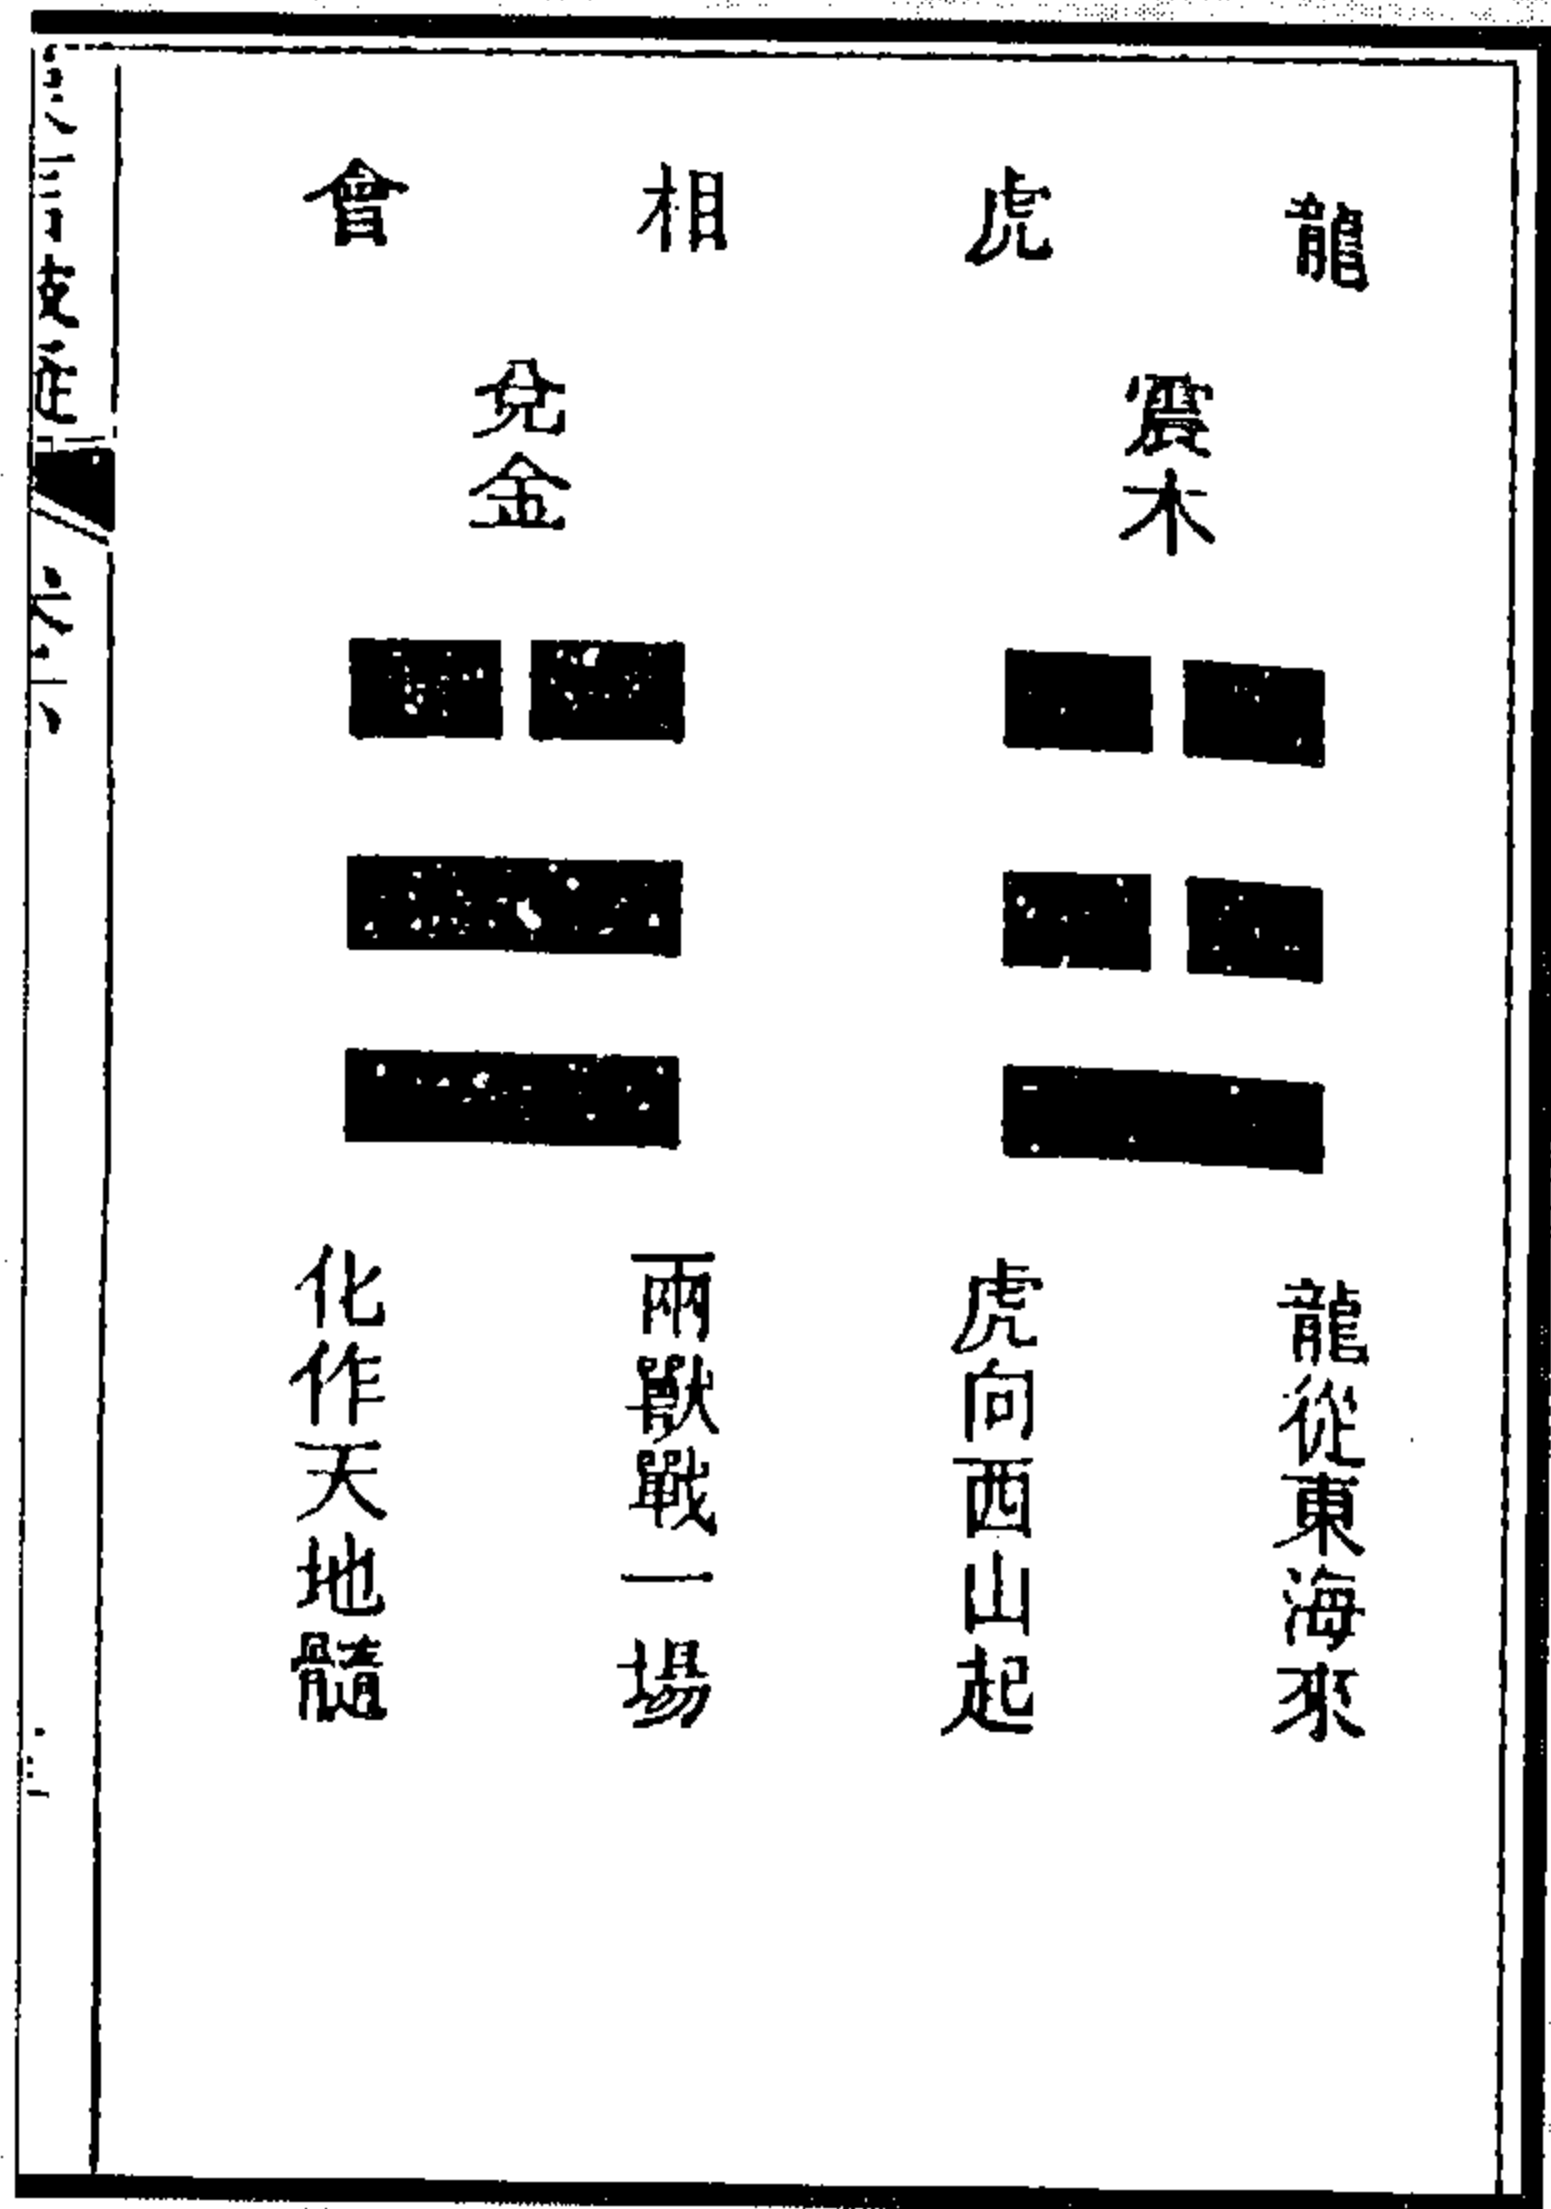 龍虎相會
震木
兌金
龍從東海來
虎向西山起
兩獸戰一場
化作天地髓